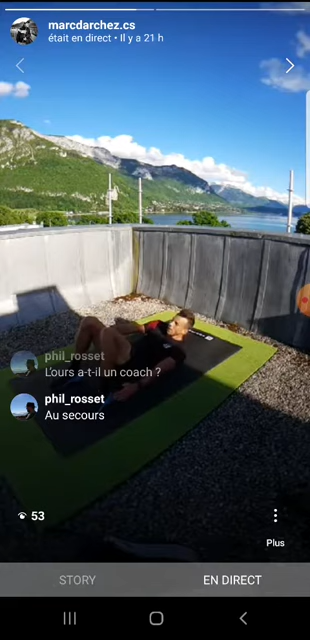 marcdarchez.cs
était en direct • Il y a 21 h
phil_rosset
L'ours a-t-il un coach ?
phil_rosset
Au secours
53
Plus
STORY
EN DIRECT